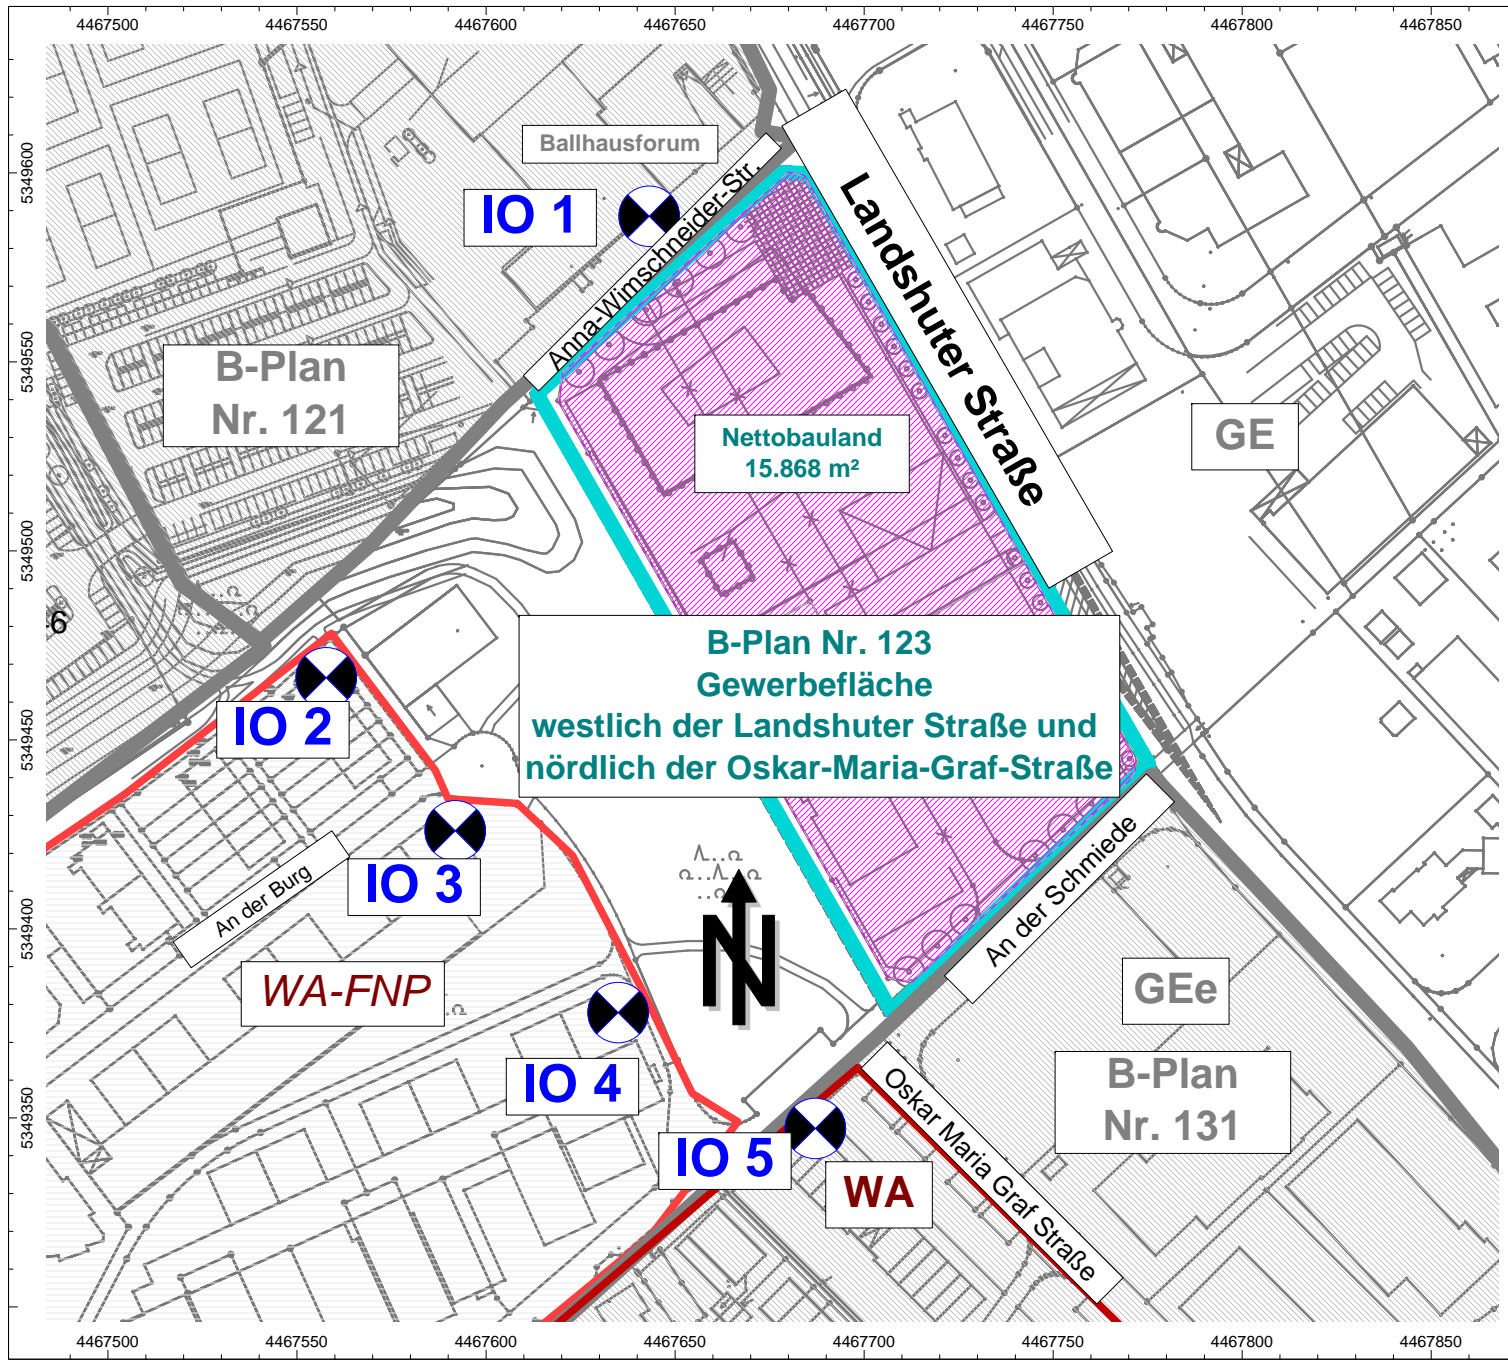 4467500 4467550 4467600 4467650 4467700 4467750 4467800 4467850
5349600
5349550
5349500
5349450
5349400
5349350
Ballhausforum
IO 1
Anna-Wimschneider-Str.
Landshuter Straße
B-Plan
Nr. 121
Nettobauland
15.868 m²
GE
6
B-Plan Nr. 123
Gewerbefläche
westlich der Landshuter Straße und
nördlich der Oskar-Maria-Graf-Straße
IO 2
IO 3
An der Burg
WA-FNP
N
An der Schmiede
GEe
IO 4
B-Plan
Nr. 131
IO 5
WA
Oskar Maria Graf Straße
4467500 4467550 4467600 4467650 4467700 4467750 4467800 4467850